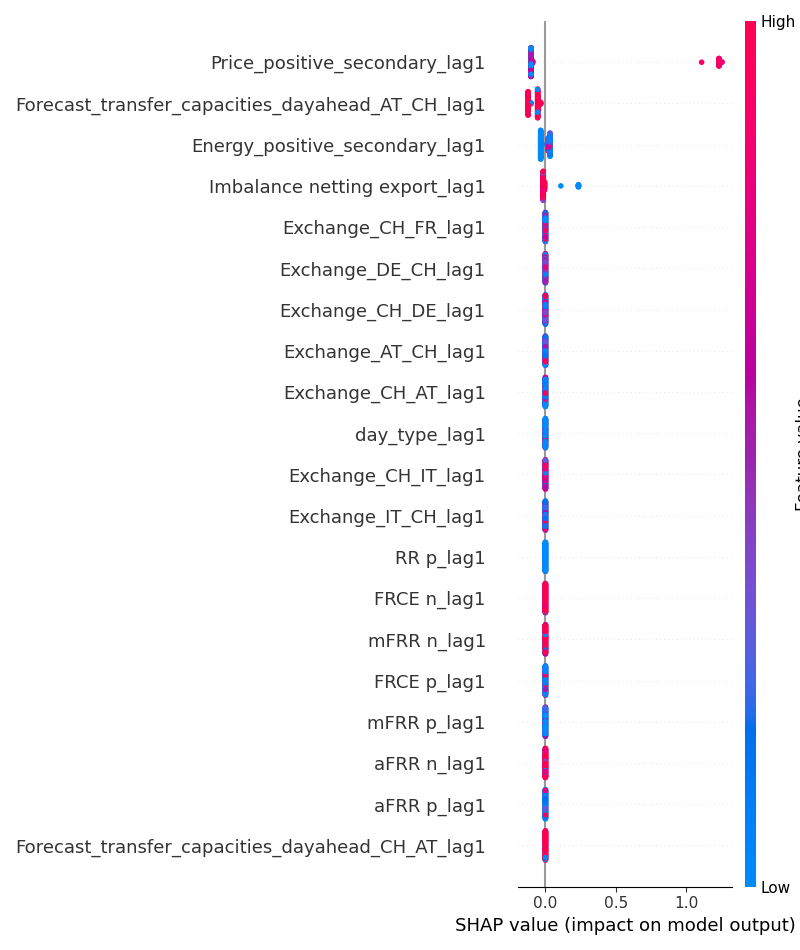 High
Price_positive_secondary_lag1
Forecast_transfer_capacities_dayahead_AT_CH_lag1
Energy_positive_secondary_lag1
Imbalance netting export_lag1
Exchange_CH_FR_lag1
Exchange_DE_CH_lag1
Exchange_CH_DE_lag1
Exchange_AT_CH_lag1
Exchange_CH_AT_lag1
day_type_lag1
Exchange_CH_IT_lag1
Exchange_IT_CH_lag1
RR p_lag1
FRCE n_lag1
mFRR n_lag1
FRCE p_lag1
mFRR p_lag1
aFRR n_lag1
aFRR p_lag1
Forecast_transfer_capacities_dayahead_CH_AT_lag1
Low
0.0 0.5 1.0
SHAP value (impact on model output)